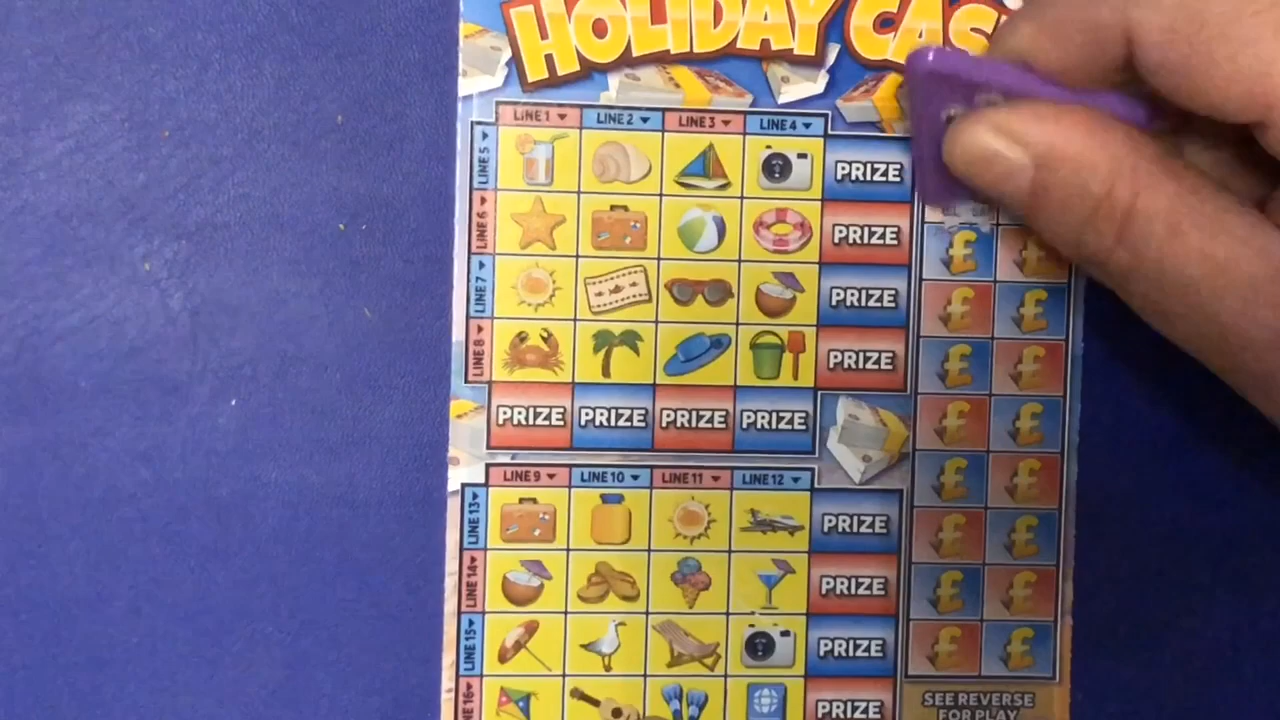 HOLIDAY CAS
LINE 1 LINE 2 LINE 3 LINE 4
LINE 5 PRIZE
LINE 6 PRIZE
LINE 7 PRIZE
LINE 8 PRIZE
PRIZE PRIZE PRIZE PRIZE
LINE 9 LINE 10 LINE 11 LINE 12
LINE 13 PRIZE
LINE 14 PRIZE
LINE 15 PRIZE
NE 16 PRIZE
£ £
£ £
£ £
£ £
£ £
£ £
£ £
£ £
SEE REVERSE
FOR PLAY